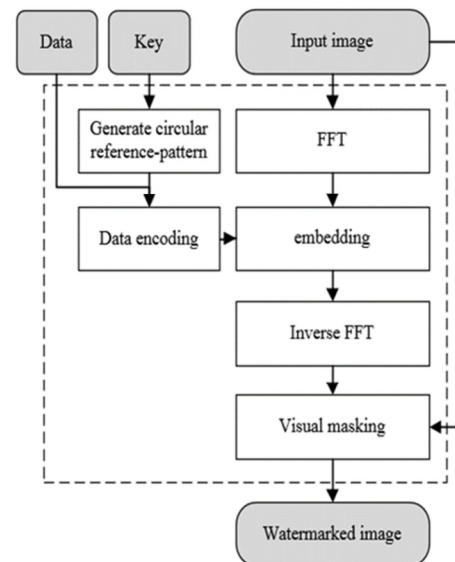 Data
Key
Input image
Generate circular
reference-pattern
FFT
Data encoding
embedding
Inverse FFT
Visual masking
Watermarked image